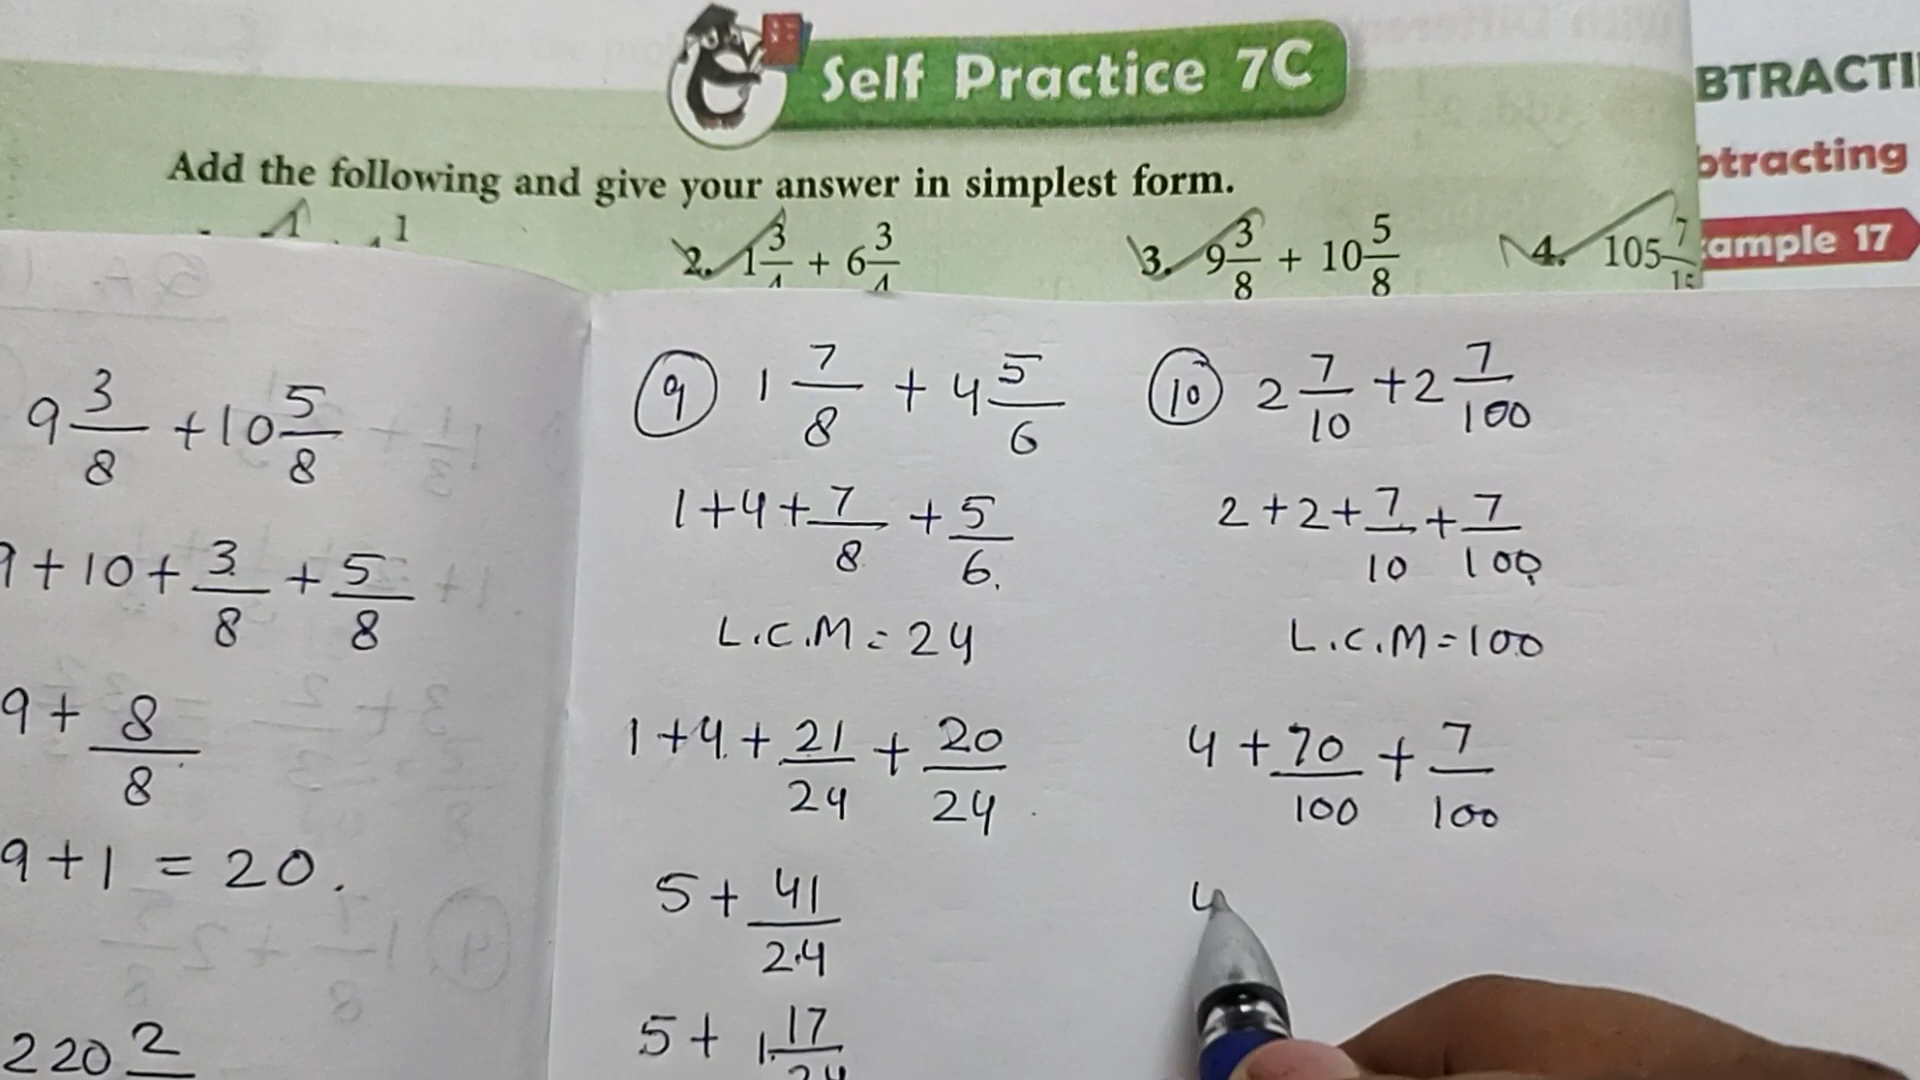 Self Practice 7C
BTRACTI
btracting
ample 17
Add the following and give your answer in simplest form.
2. 1 3/4 + 6 3/4
3. 9 3/8 + 10 5/8
4. 105 7/15
9 3/8 + 10 5/8
9 + 10 + 3/8 + 5/8
9 + 8/8
9 + 1 = 20.
220 2
9 1 7/8 + 4 5/6
1 + 4 + 7/8 + 5/6.
L.C.M = 24
1 + 4 + 21/24 + 20/24
5 + 41/24
5 + 1 17/24
10 2 7/10 + 2 7/100
2 + 2 + 7/10 + 7/100
L.C.M = 100
4 + 70/100 + 7/100
4